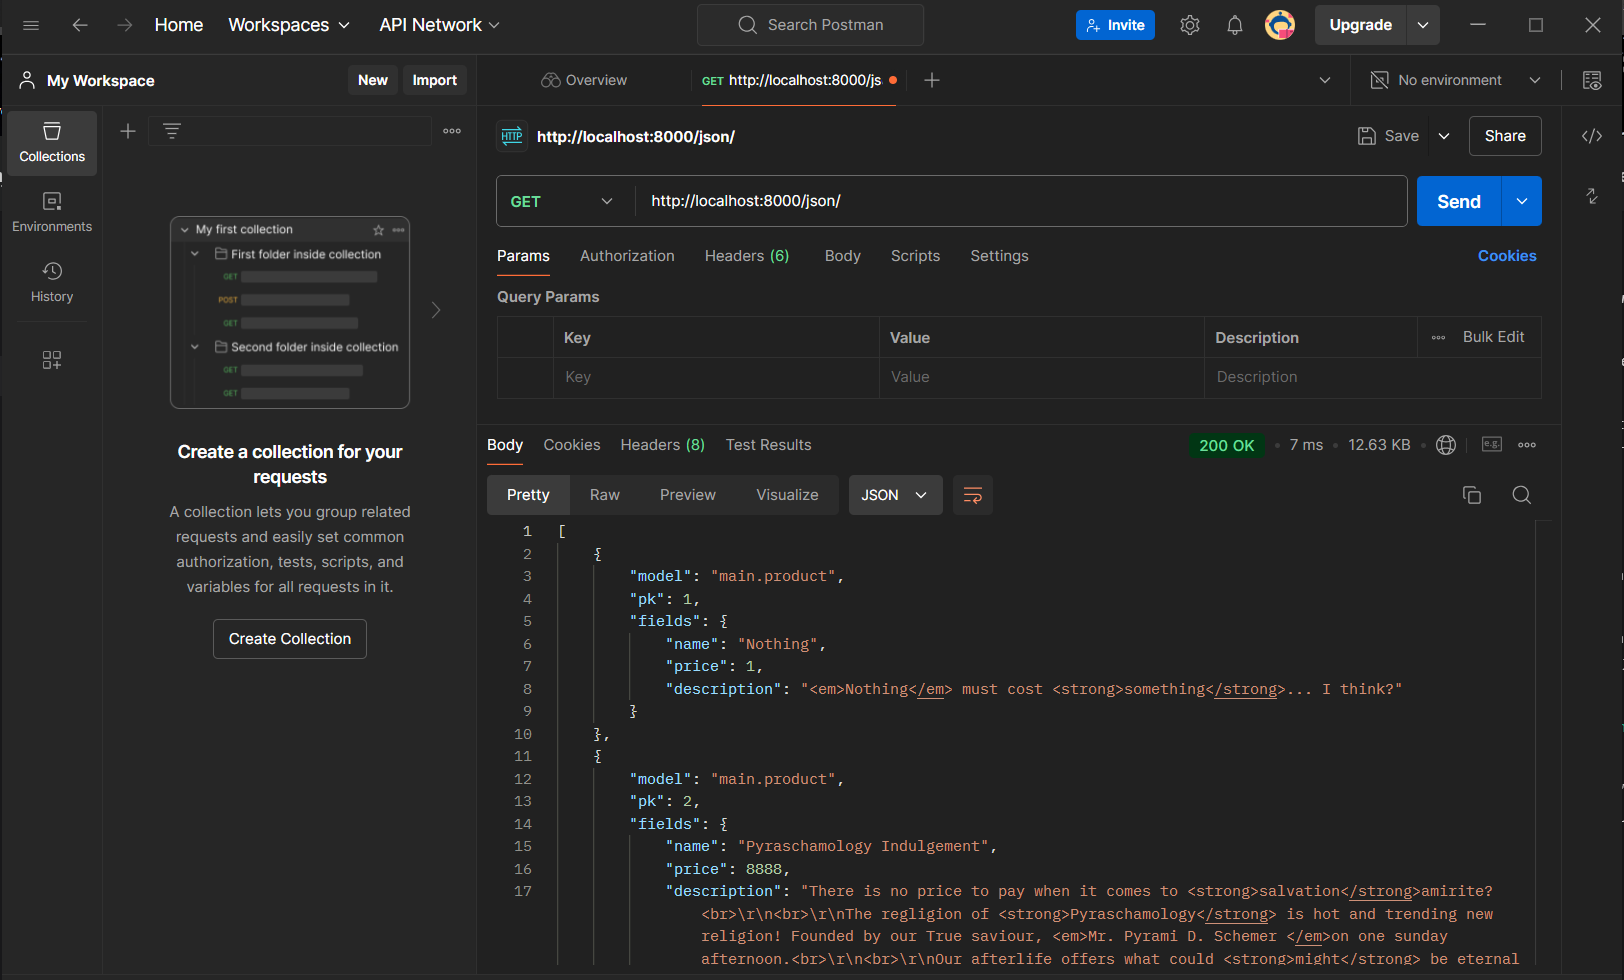 Home Workspaces API Network Search Postman Invite Upgrade
My Workspace New Import Overview GET http://localhost:8000/js No environment
Collections
Environments
History
My first collection
First folder inside collection
GET
POST
GET
Second folder inside collection
GET
GET
Create a collection for your
requests
A collection lets you group related
requests and easily set common
authorization, tests, scripts, and
variables for all requests in it.
Create Collection
HTTP http://localhost:8000/json/ Save Share
GET http://localhost:8000/json/ Send
Params Authorization Headers (6) Body Scripts Settings Cookies
Query Params
Key Value Description Bulk Edit
Key Value Description
Body Cookies Headers (8) Test Results 200 OK 7 ms 12.63 KB e.g.
Pretty Raw Preview Visualize JSON
1 [
2 {
3 "model": "main.product",
4 "pk": 1,
5 "fields": {
6 "name": "Nothing",
7 "price": 1,
8 "description": "<em>Nothing</em> must cost <strong>something</strong>... I think?"
9 }
10 },
11 {
12 "model": "main.product",
13 "pk": 2,
14 "fields": {
15 "name": "Pyraschamology Indulgement",
16 "price": 8888,
17 "description": "There is no price to pay when it comes to <strong>salvation</strong>amirite?
<br>\r\n<br>\r\nThe regligion of <strong>Pyraschamology</strong> is hot and trending new
religion! Founded by our True saviour, <em>Mr. Pyrami D. Schemer </em>on one sunday
afternoon.<br>\r\n<br>\r\nOur afterlife offers what could <strong>might</strong> be eternal